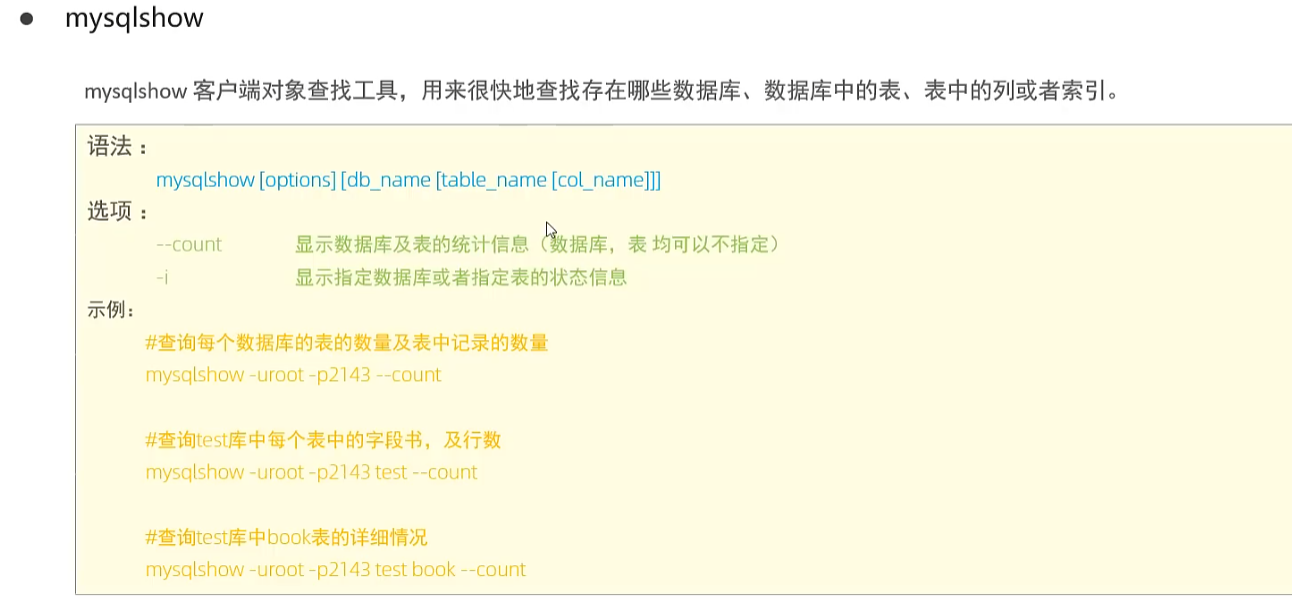 ● mysqlshow
mysqlshow 客户端对象查找工具，用来很快地查找存在哪些数据库、数据库中的表、表中的列或者索引。
语法：
mysqlshow [options] [db_name [table_name [col_name]]]
选项：
--count 显示数据库及表的统计信息（数据库，表 均可以不指定）
-i 显示指定数据库或者指定表的状态信息
示例：
#查询每个数据库的表的数量及表中记录的数量
mysqlshow -uroot -p2143 --count
#查询test库中每个表中的字段书，及行数
mysqlshow -uroot -p2143 test --count
#查询test库中book表的详细情况
mysqlshow -uroot -p2143 test book --count